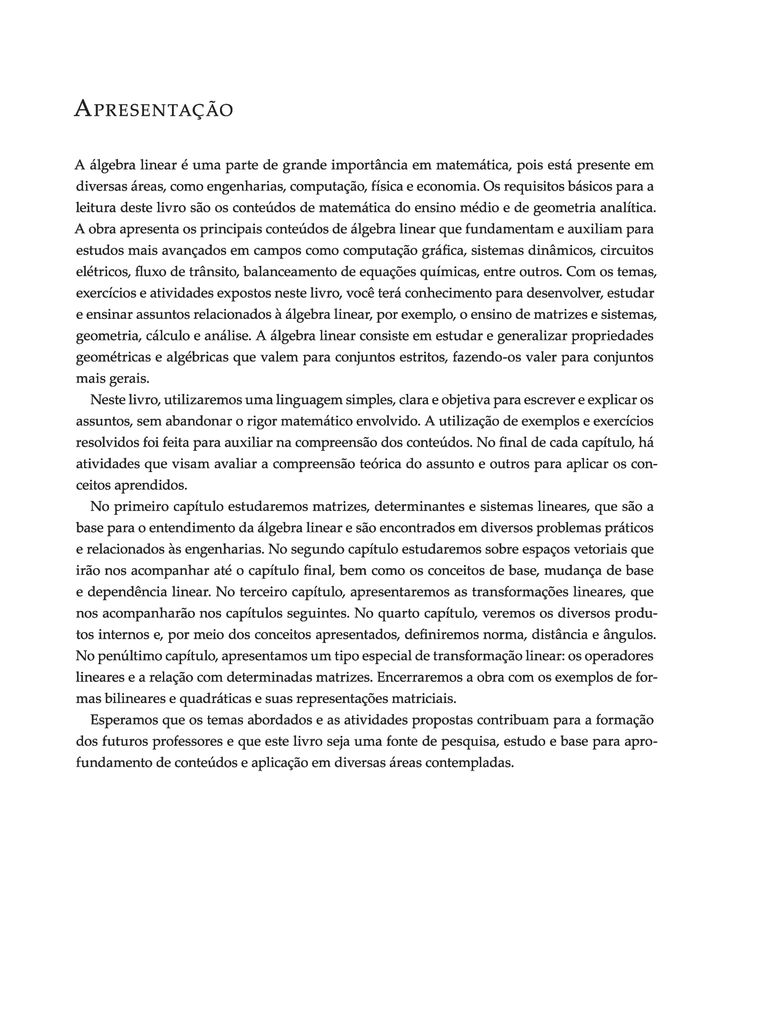 APRESENTAÇÃO
A álgebra linear é uma parte de grande importância em matemática, pois está presente em
diversas áreas, como engenharias, computação, física e economia. Os requisitos básicos para a
leitura deste livro são os conteúdos de matemática do ensino médio e de geometria analítica.
A obra apresenta os principais conteúdos de álgebra linear que fundamentam e auxiliam para
estudos mais avançados em campos como computação gráfica, sistemas dinâmicos, circuitos
elétricos, fluxo de trânsito, balanceamento de equações químicas, entre outros. Com os temas,
exercícios e atividades expostos neste livro, você terá conhecimento para desenvolver, estudar
e ensinar assuntos relacionados à álgebra linear, por exemplo, o ensino de matrizes e sistemas,
geometria, cálculo e análise. A álgebra linear consiste em estudar e generalizar propriedades
geométricas e algébricas que valem para conjuntos estritos, fazendo-os valer para conjuntos
mais gerais.
Neste livro, utilizaremos uma linguagem simples, clara e objetiva para escrever e explicar os
assuntos, sem abandonar o rigor matemático envolvido. A utilização de exemplos e exercícios
resolvidos foi feita para auxiliar na compreensão dos conteúdos. No final de cada capítulo, há
atividades que visam avaliar a compreensão teórica do assunto e outros para aplicar os con-
ceitos aprendidos.
No primeiro capítulo estudaremos matrizes, determinantes e sistemas lineares, que são a
base para o entendimento da álgebra linear e são encontrados em diversos problemas práticos
e relacionados às engenharias. No segundo capítulo estudaremos sobre espaços vetoriais que
irão nos acompanhar até o capítulo final, bem como os conceitos de base, mudança de base
e dependência linear. No terceiro capítulo, apresentaremos as transformações lineares, que
nos acompanharão nos capítulos seguintes. No quarto capítulo, veremos os diversos produ-
tos internos e, por meio dos conceitos apresentados, definiremos norma, distância e ângulos.
No penúltimo capítulo, apresentamos um tipo especial de transformação linear: os operadores
lineares e a relação com determinadas matrizes. Encerraremos a obra com os exemplos de for-
mas bilineares e quadráticas e suas representações matriciais.
Esperamos que os temas abordados e as atividades propostas contribuam para a formação
dos futuros professores e que este livro seja uma fonte de pesquisa, estudo e base para apro-
fundamento de conteúdos e aplicação em diversas áreas contempladas.